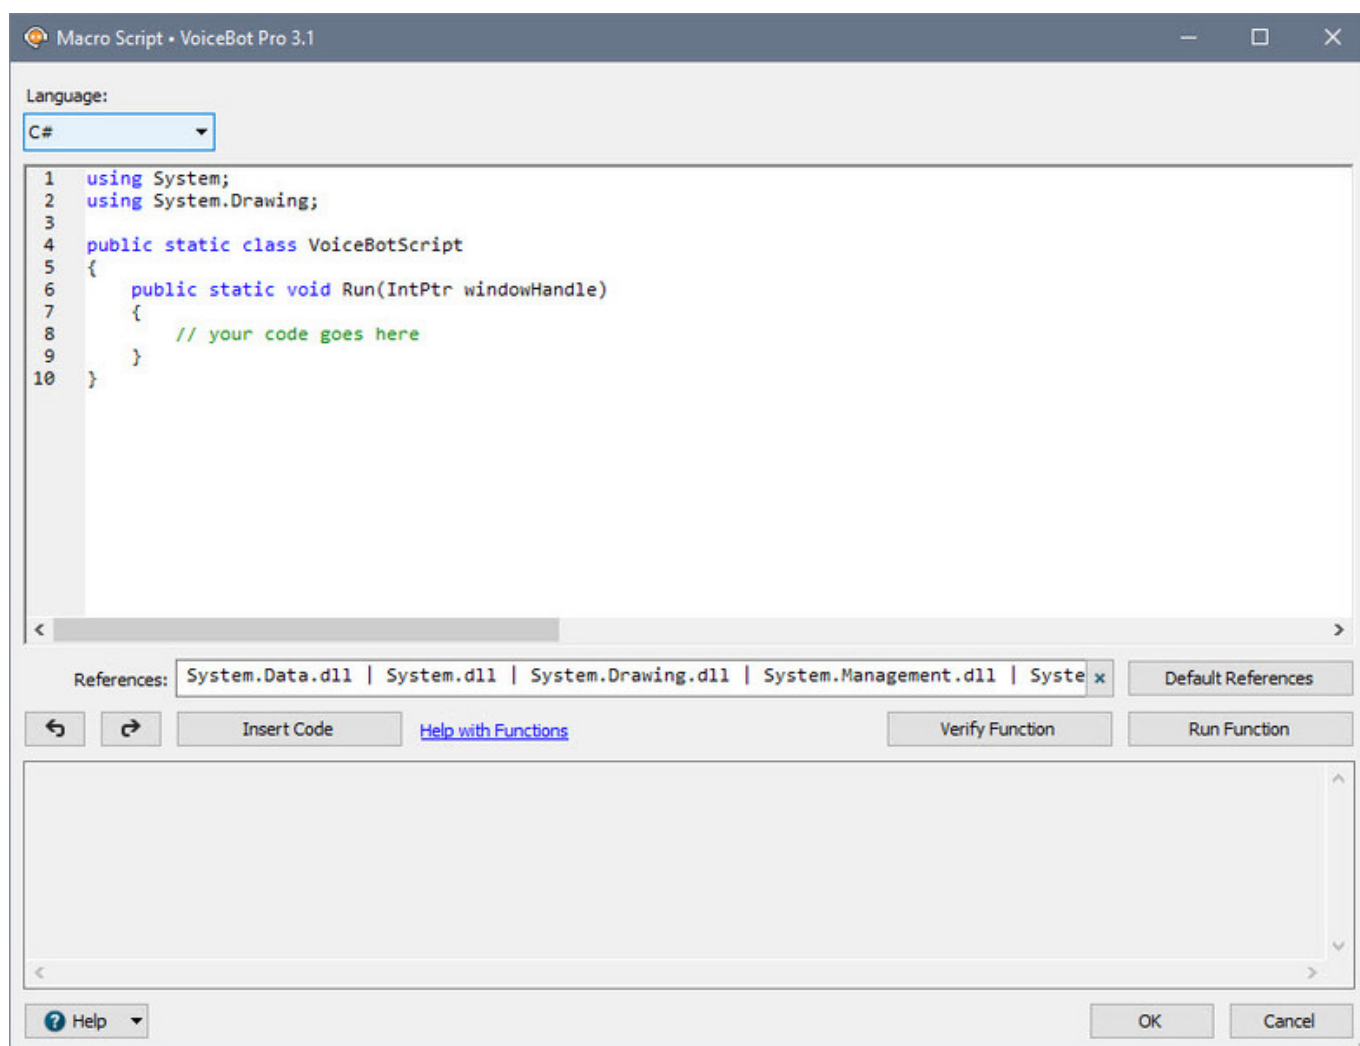 Macro Script • VoiceBot Pro 3.1
Language:
C#
1 using System;
2 using System.Drawing;
3
4 public static class VoiceBotScript
5 {
6     public static void Run(IntPtr windowHandle)
7     {
8         // your code goes here
9     }
10 }
References: System.Data.dll | System.dll | System.Drawing.dll | System.Management.dll | Syste × Default References
Insert Code Help with Functions Verify Function Run Function
? Help OK Cancel